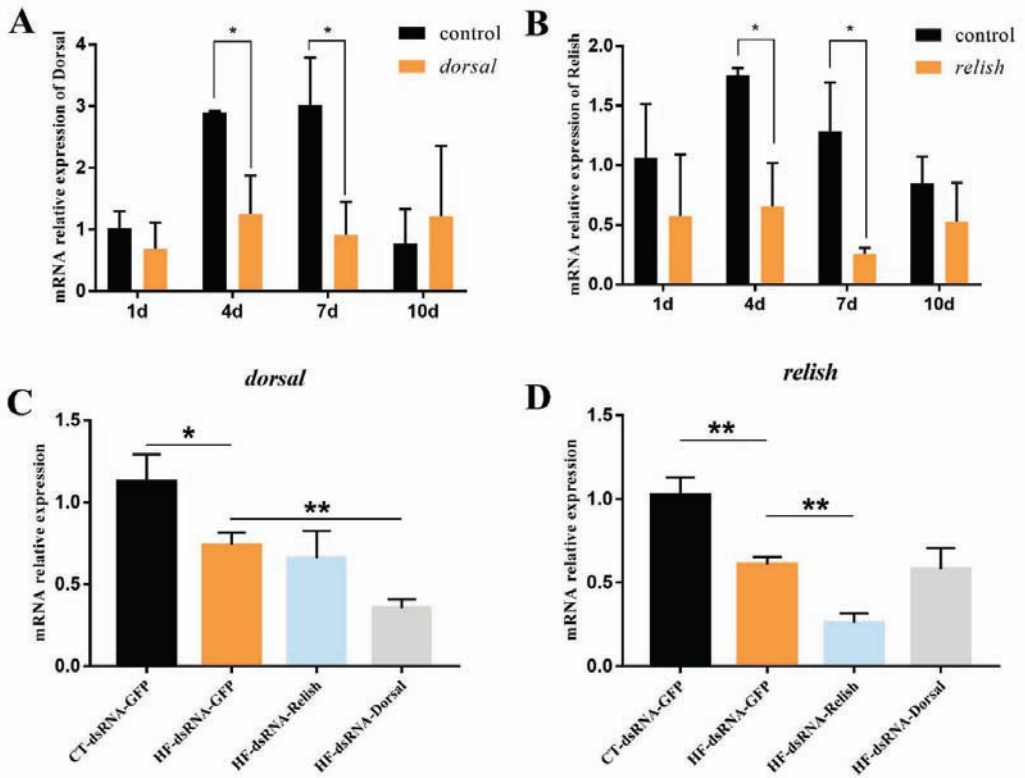 A
mRNA relative expression of Dorsal
4
3
2
1
0
*
*
control
dorsal
1d
4d
7d
10d
B
mRNA relative expression of Relish
2.0
1.5
1.0
0.5
0.0
*
*
control
relish
1d
4d
7d
10d
C
dorsal
mRNA relative expression
1.5
1.0
0.5
0.0
*
**
CT-dsRNA-GFP
HF-dsRNA-GFP
HF-dsRNA-Relish
HF-dsRNA-Dorsal
D
relish
mRNA relative expression
1.5
1.0
0.5
0.0
**
**
CT-dsRNA-GFP
HF-dsRNA-GFP
HF-dsRNA-Relish
HF-dsRNA-Dorsal